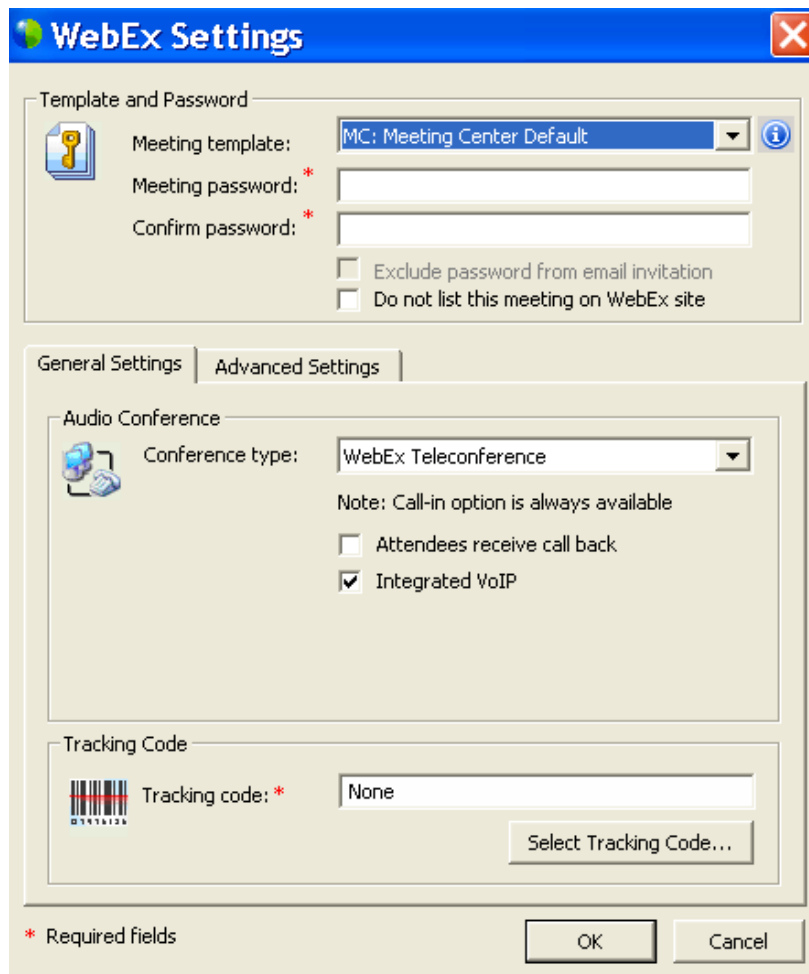 WebEx Settings
Template and Password
Meeting template:
MC: Meeting Center Default
Meeting password: *
Confirm password: *
Exclude password from email invitation
Do not list this meeting on WebEx site
General Settings
Advanced Settings
Audio Conference
Conference type:
WebEx Teleconference
Note: Call-in option is always available
Attendees receive call back
Integrated VoIP
Tracking Code
Tracking code: *
None
Select Tracking Code...
* Required fields
OK
Cancel